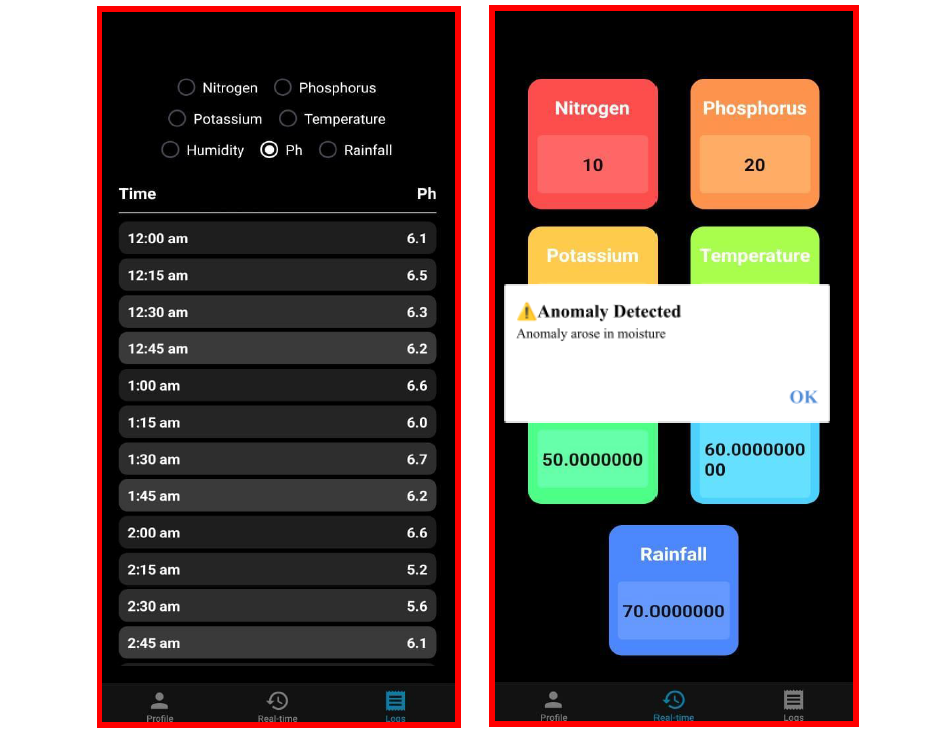 Nitrogen Phosphorus
Potassium Temperature
Humidity Ph Rainfall
Time Ph
12:00 am 6.1
12:15 am 6.5
12:30 am 6.3
12:45 am 6.2
1:00 am 6.6
1:15 am 6.0
1:30 am 6.7
1:45 am 6.2
2:00 am 6.6
2:15 am 5.2
2:30 am 5.6
2:45 am 6.1
Profile Real-time Logs
Nitrogen Phosphorus
10 20
Potassium Temperature
⚠️Anomaly Detected
Anomaly arose in moisture
OK
50.0000000 60.0000000
00
Rainfall
70.0000000
Profile Real-time Logs